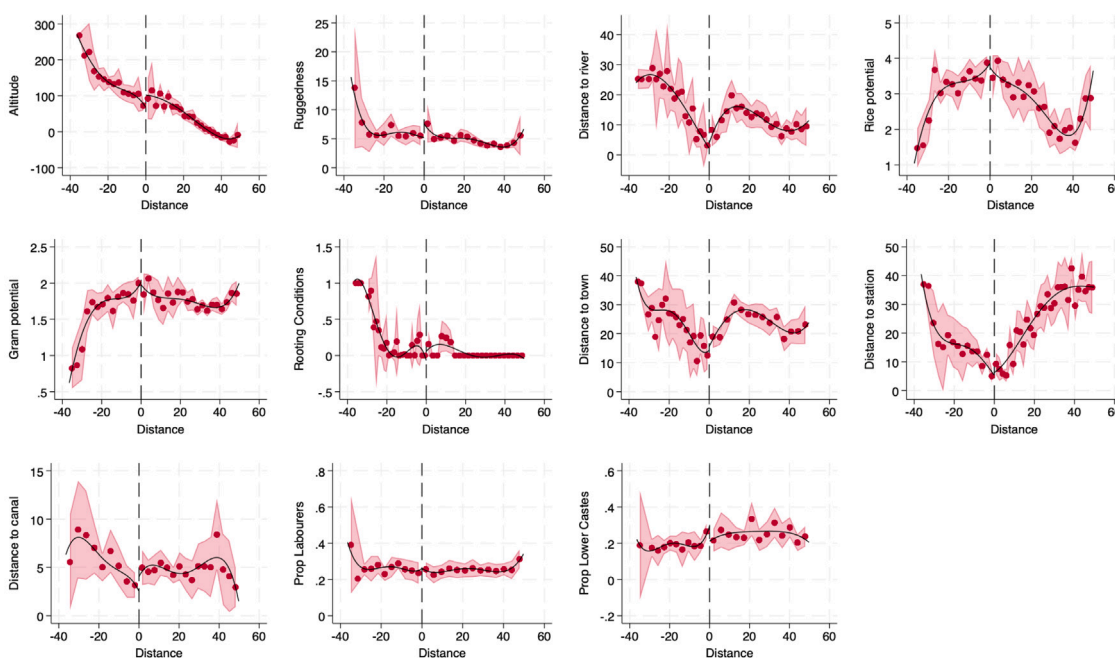 Altitude
300
200
100
0
-100
-40 -20 0 20 40 60
Distance
Ruggedness
25
20
15
10
5
0
-40 -20 0 20 40 60
Distance
Distance to river
40
30
20
10
0
-40 -20 0 20 40 60
Distance
Rice potential
5
4
3
2
1
-40 -20 0 20 40 60
Distance
Gram potential
2.5
2
1.5
1
.5
-40 -20 0 20 40 60
Distance
Rooting Conditions
1.5
1
.5
0
-.5
-40 -20 0 20 40 60
Distance
Distance to town
50
40
30
20
10
0
-40 -20 0 20 40 60
Distance
Distance to station
50
40
30
20
10
0
-40 -20 0 20 40 60
Distance
Distance to canal
15
10
5
0
-40 -20 0 20 40 60
Distance
Prop Labourers
.8
.6
.4
.2
0
-40 -20 0 20 40 60
Distance
Prop Lower Castes
.6
.4
.2
0
-.2
-40 -20 0 20 40 60
Distance